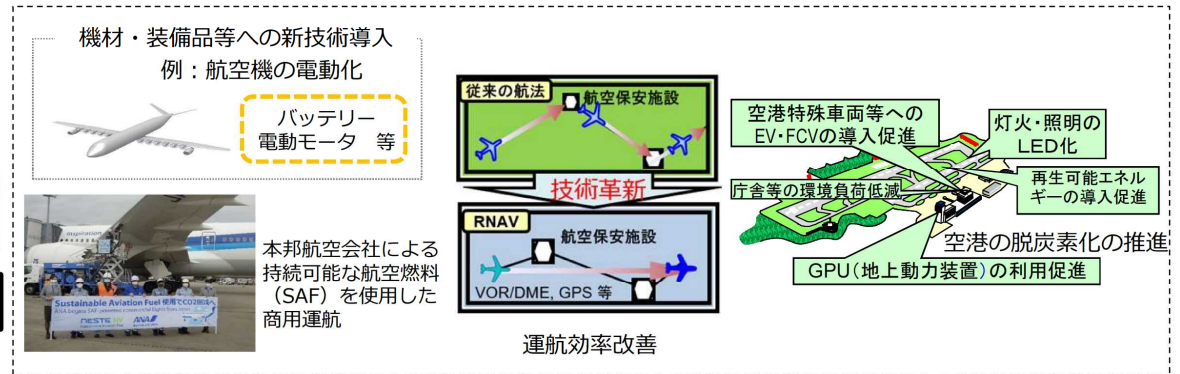 機材・装備品等への新技術導入
例：航空機の電動化
バッテリー
電動モータ 等
本邦航空会社による
持続可能な航空燃料
（SAF）を使用した
商用運航
Inspiration
Sustainable Aviation Fuel 使用でCO2削減へ
NESTE
ANA
従来の航法
航空保安施設
技術革新
RNAV
航空保安施設
VOR/DME, GPS 等
運航効率改善
空港特殊車両等への
EV・FCVの導入促進
灯火・照明の
LED化
庁舎等の環境負荷低減
再生可能エネル
ギーの導入促進
空港の脱炭素化の推進
GPU（地上動力装置）の利用促進